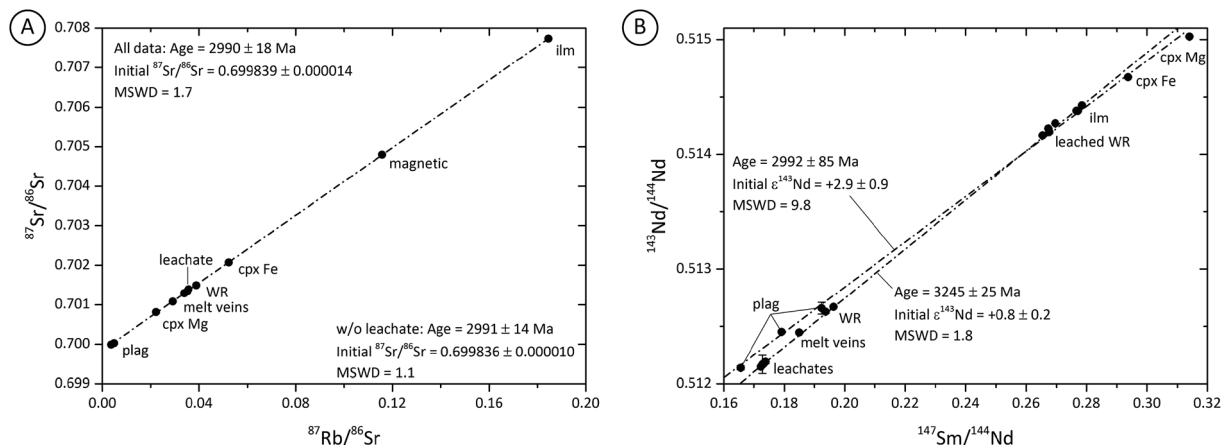 A
0.708
0.707
0.706
0.705
0.704
0.703
0.702
0.701
0.700
0.699
⁸⁷Sr/⁸⁶Sr
All data: Age = 2990 ± 18 Ma
Initial ⁸⁷Sr/⁸⁶Sr = 0.699839 ± 0.000014
MSWD = 1.7
ilm
magnetic
leachate
cpx Fe
WR
melt veins
cpx Mg
plag
w/o leachate: Age = 2991 ± 14 Ma
Initial ⁸⁷Sr/⁸⁶Sr = 0.699836 ± 0.000010
MSWD = 1.1
0.00 0.04 0.08 0.12 0.16 0.20
⁸⁷Rb/⁸⁶Sr
B
0.515
0.514
0.513
0.512
¹⁴³Nd/¹⁴⁴Nd
cpx Mg
cpx Fe
ilm
leached WR
Age = 2992 ± 85 Ma
Initial ε¹⁴³Nd = +2.9 ± 0.9
MSWD = 9.8
plag
Age = 3245 ± 25 Ma
Initial ε¹⁴³Nd = +0.8 ± 0.2
MSWD = 1.8
WR
melt veins
leachates
0.16 0.18 0.20 0.22 0.24 0.26 0.28 0.30 0.32
¹⁴⁷Sm/¹⁴⁴Nd